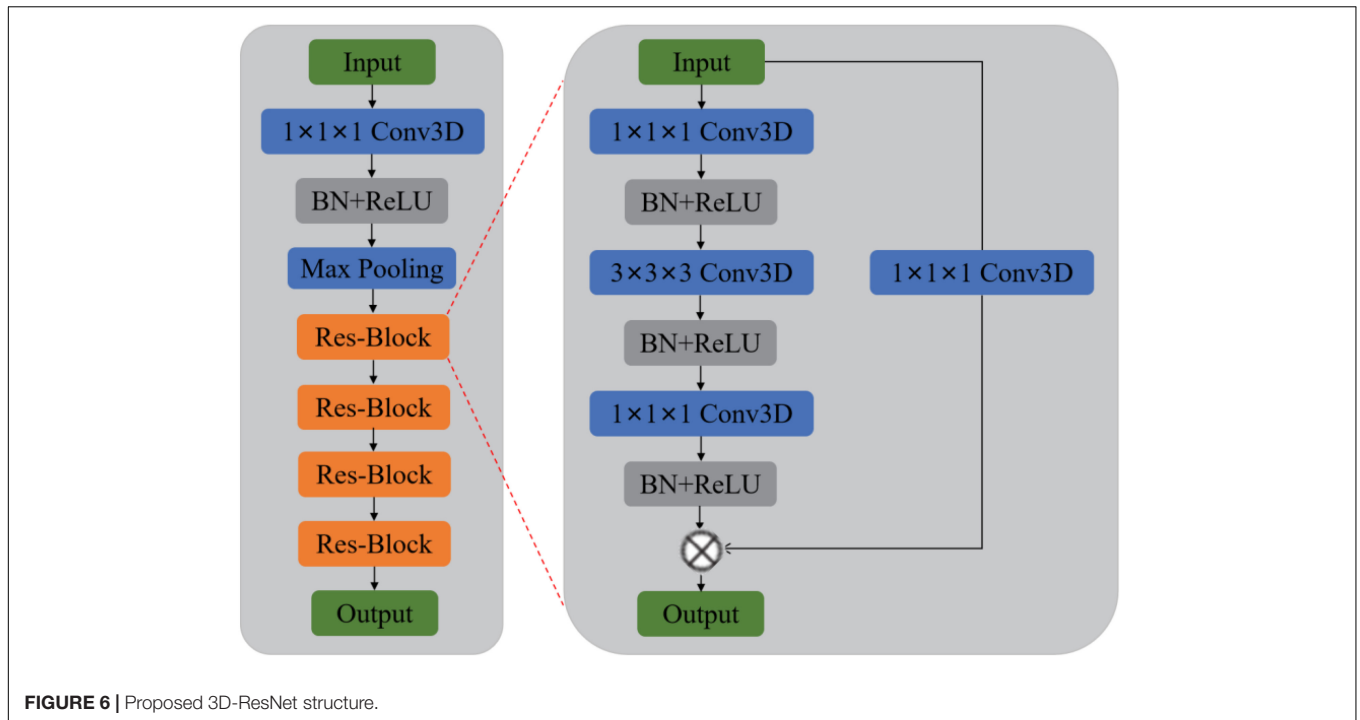 Input
1×1×1 Conv3D
BN+ReLU
Max Pooling
Res-Block
Res-Block
Res-Block
Res-Block
Output
Input
1×1×1 Conv3D
BN+ReLU
3×3×3 Conv3D
BN+ReLU
1×1×1 Conv3D
BN+ReLU
Output
1×1×1 Conv3D
FIGURE 6 | Proposed 3D-ResNet structure.